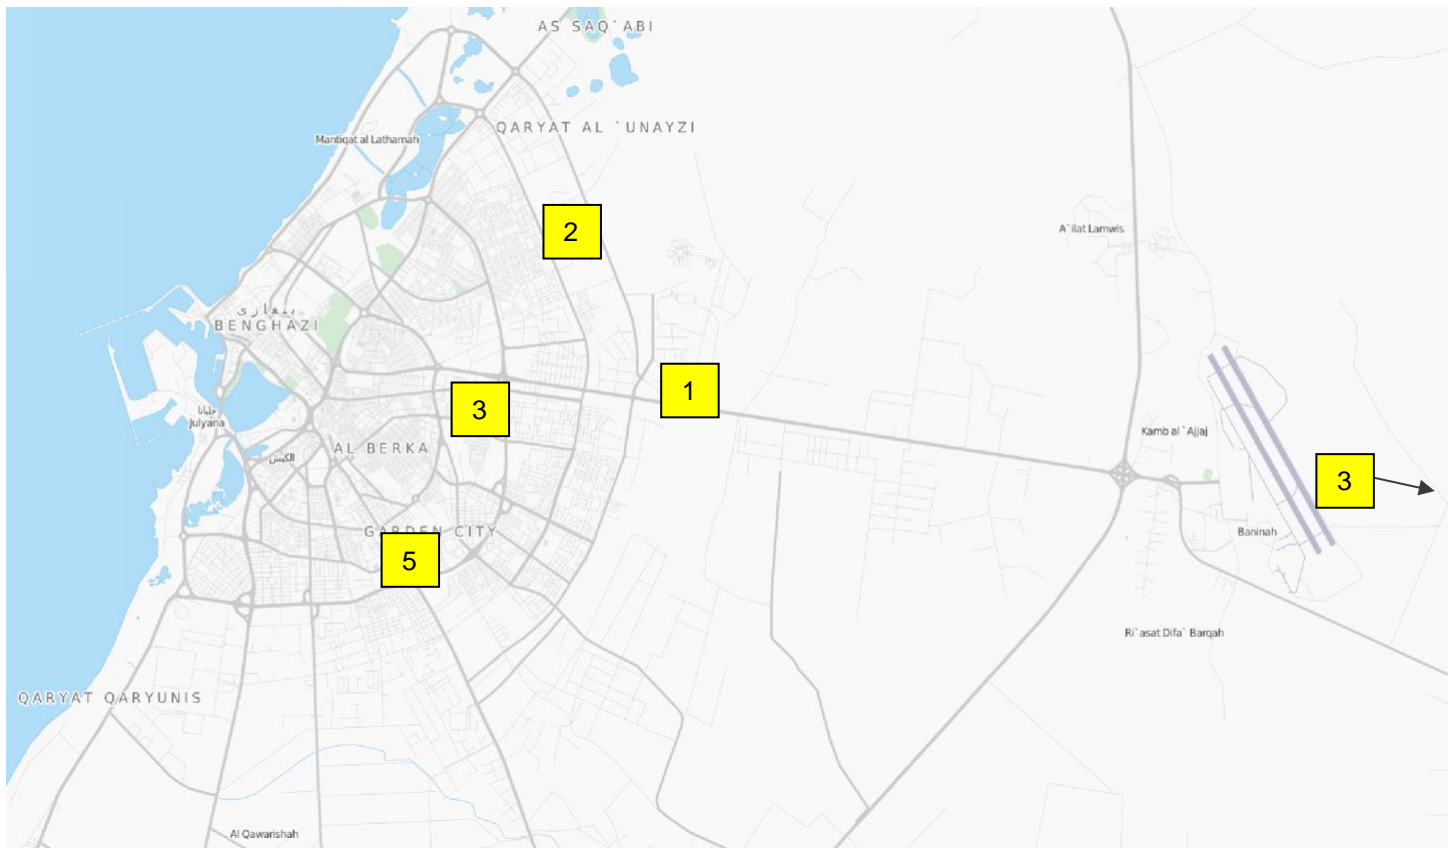 AS SAQ`ABI
QARYAT AL `UNAYZI
Mantiqat al Lathamah
2
A`ilat Lamwis
بنغازي
BENGHAZI
1
3
جليانا
Julyana
Kamb al `Ajjaj
AL BERKA
الكيش
3
GARDEN CITY
Baninah
5
Ri`asat Difa` Barqah
QARYAT QARYUNIS
Al Qawarishah